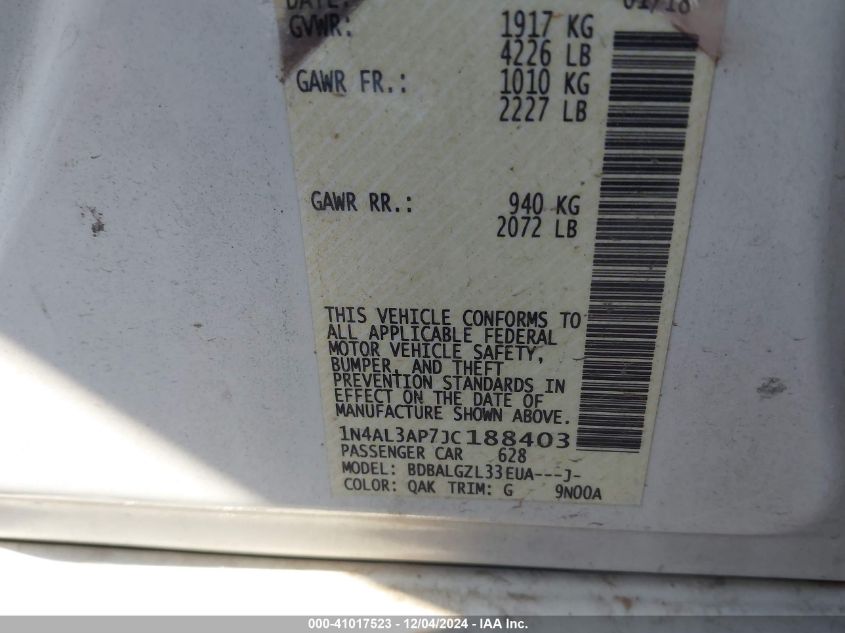 DATE: 01/18
GVWR: 1917 KG
4226 LB
GAWR FR.: 1010 KG
2227 LB
GAWR RR.: 940 KG
2072 LB
THIS VEHICLE CONFORMS TO
ALL APPLICABLE FEDERAL
MOTOR VEHICLE SAFETY,
BUMPER, AND THEFT
PREVENTION STANDARDS IN
EFFECT ON THE DATE OF
MANUFACTURE SHOWN ABOVE.
1N4AL3AP7JC188403
PASSENGER CAR 628
MODEL: BDBALGZL33EUA---J-
COLOR: QAK TRIM: G 9N00A
000-41017523 - 12/04/2024 - IAA Inc.